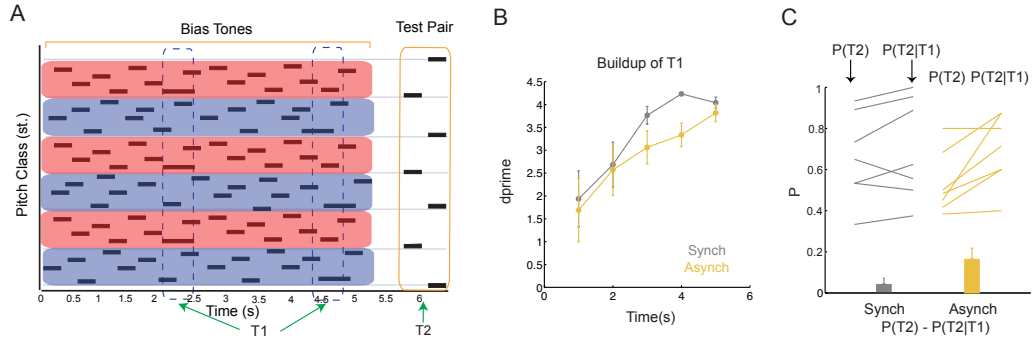 A
Bias Tones
Test Pair
Pitch Class (st.)
0 0.5 1 1.5 2 2.5 3 3.5 4 4.5 5 5.5 6
Time (s)
T1
T2
B
Buildup of T1
dprime
4.5
4
3.5
3
2.5
2
1.5
1
0.5
0
Synch
Asynch
0 2 4 6
Time(s)
C
P(T2) P(T2|T1)
P(T2) P(T2|T1)
P
1
0.8
0.6
0.4
0.2
0
Synch Asynch
P(T2) - P(T2|T1)